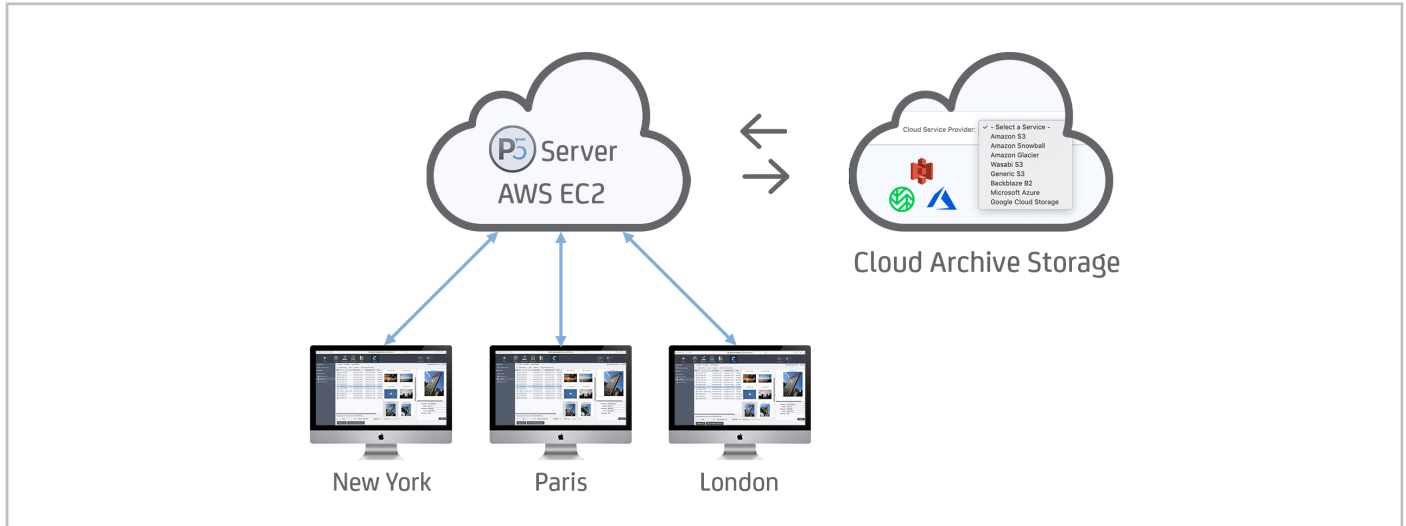 P5 Server
AWS EC2
Cloud Service Provider:
✓ - Select a Service -
Amazon S3
Amazon Snowball
Amazon Glacier
Wasabi S3
Generic S3
Backblaze B2
Microsoft Azure
Google Cloud Storage
Cloud Archive Storage
New York
Paris
London